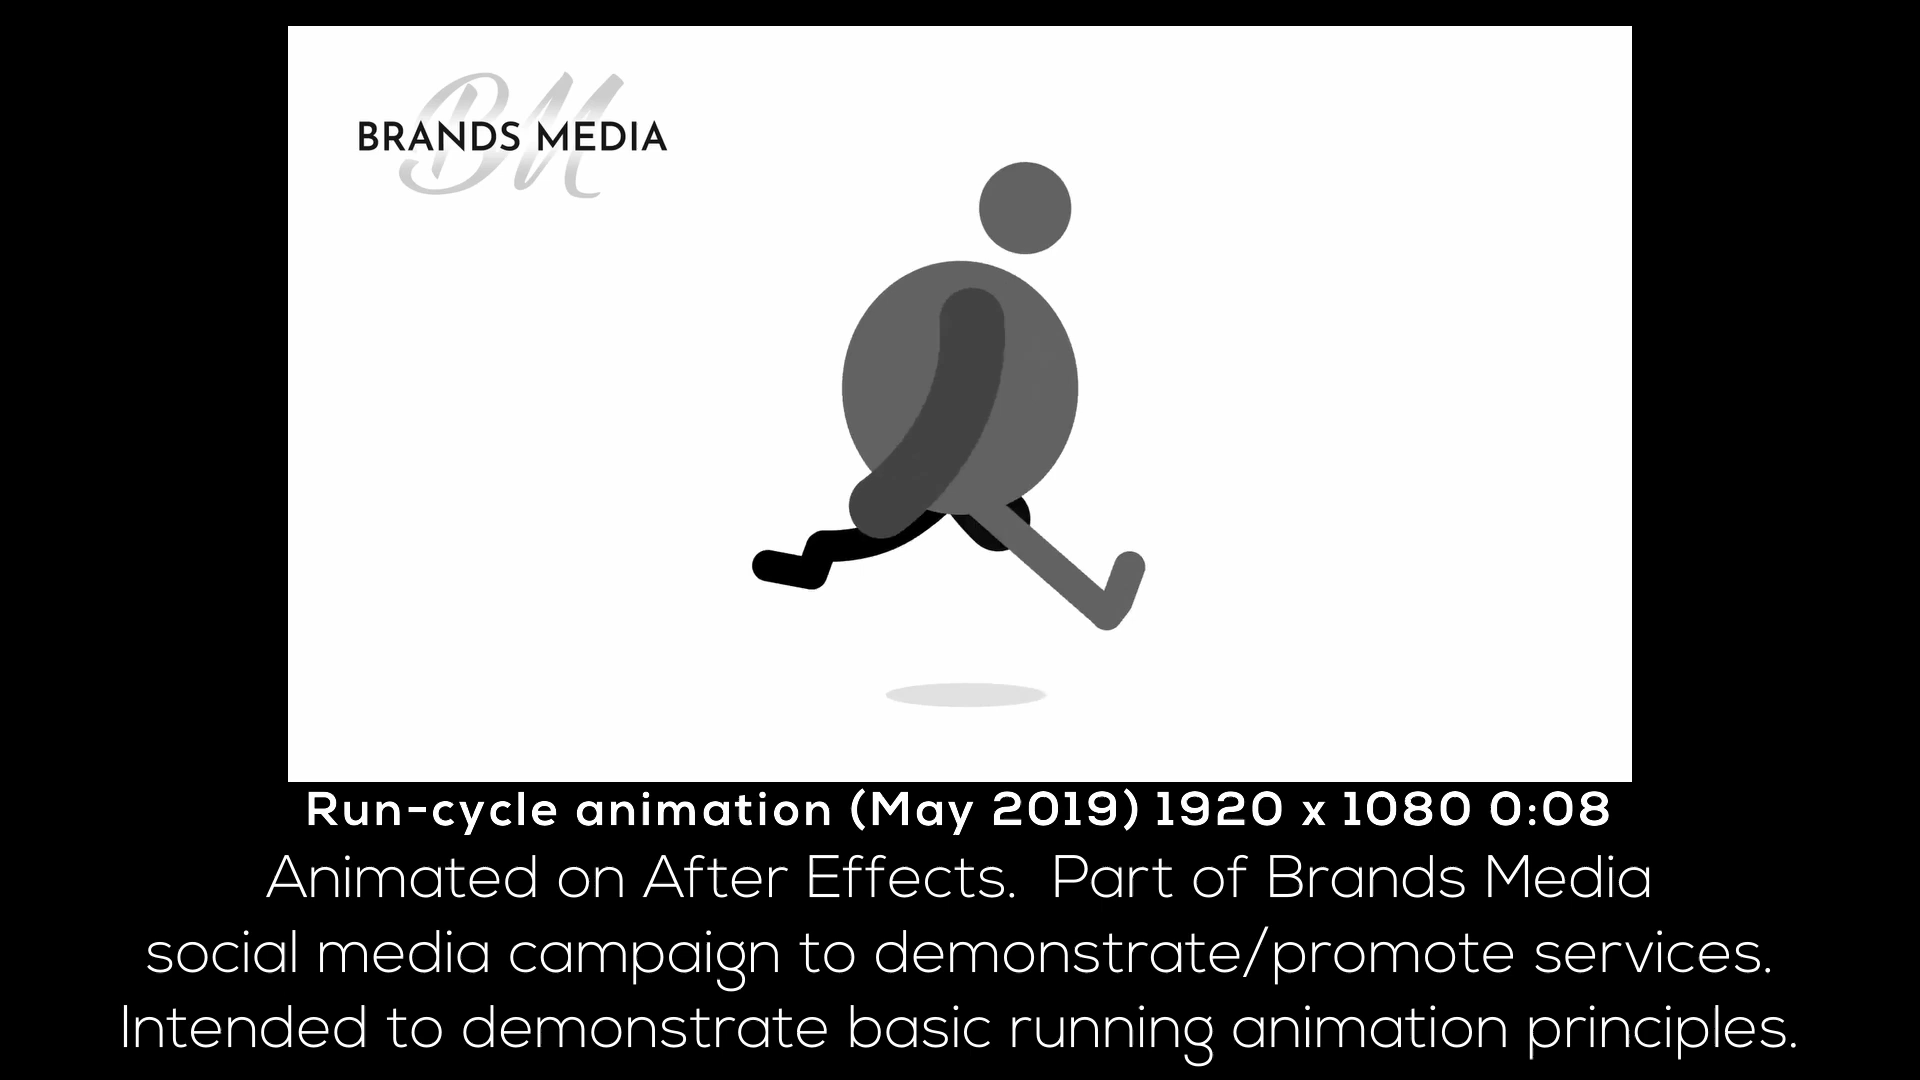 BM
BRANDS MEDIA
Run-cycle animation (May 2019) 1920 x 1080 0:08
Animated on After Effects.  Part of Brands Media
social media campaign to demonstrate/promote services.
Intended to demonstrate basic running animation principles.